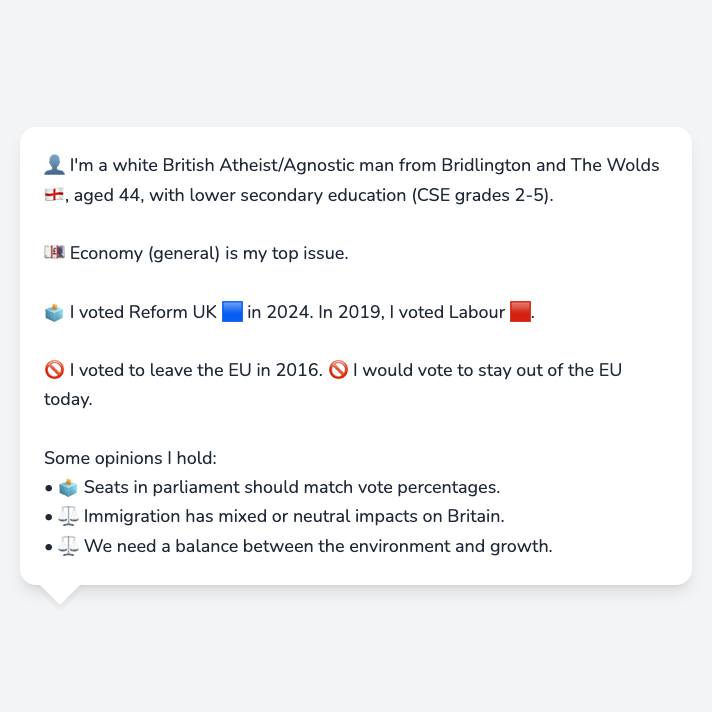 👤 I'm a white British Atheist/Agnostic man from Bridlington and The Wolds
🏴󠁧󠁢󠁥󠁮󠁧󠁿, aged 44, with lower secondary education (CSE grades 2-5).
💷 Economy (general) is my top issue.
🗳️ I voted Reform UK 🟦 in 2024. In 2019, I voted Labour 🟥.
🚫 I voted to leave the EU in 2016. 🚫 I would vote to stay out of the EU
today.
Some opinions I hold:
• 🗳️ Seats in parliament should match vote percentages.
• ⚖️ Immigration has mixed or neutral impacts on Britain.
• ⚖️ We need a balance between the environment and growth.